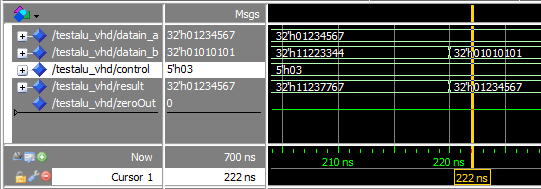 Msgs
/testalu_vhd/datain_a 32'h01234567 32'h01234567
/testalu_vhd/datain_b 32'h01010101 32'h11223344 32'h01010101
/testalu_vhd/control 5'h03 5'h03
/testalu_vhd/result 32'h01234567 32'h11237767 32'h01234567
/testalu_vhd/zeroOut 0
Now 700 ns 210 ns 220 ns
Cursor 1 222 ns 222 ns